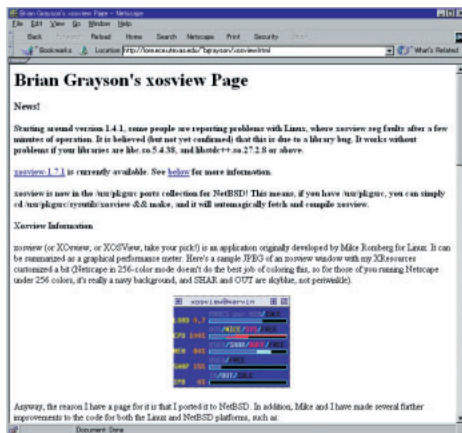 Brian Grayson's xosview Page - Netscape
File Edit View Go Window Help
Back Forward Reload Home Search Netscape Print Security
Bookmarks Location: http://lore.ece.utexas.edu/~bgrayson/xosview.html What's Related
Brian Grayson's xosview Page
News!
Starting around version 1.4.1, some people are reporting problems with Linux, where xosview seg faults after a few
minutes of operation. It is believed (but not yet confirmed) that this is due to a library bug. It works without
problems if your libraries are libc.so.5.4.38, and libstdc++.so.27.2.8 or above.
xosview-1.7.1 is currently available. See below for more information.
xosview is now in the /usr/pkgsrc ports collection for NetBSD! This means, if you have /usr/pkgsrc, you can simply
cd /usr/pkgsrc/sysutils/xosview && make, and it will automagically fetch and compile xosview.
Xosview Information
xosview (or XOsview, or XOSView, take your pick!) is an application originally developed by Mike Romberg for Linux. It can
be summarized as a graphical performance meter. Here's a sample JPEG of an xosview window with my XResources
customized a bit (Netscape in 256-color mode doesn't do the best job of coloring this, so for those of you running Netscape
under 256 colors, it's really a navy background, and SHAR and OUT are skyblue, not periwinkle).
xosview@marvin
LOAD
CPU /NICE/SYS/FREE
MEM /SHAR/BUFF/
SWAP /FREE
/OUT/IDLE
Anyway, the reason I have a page for it is that I ported it to NetBSD. In addition, Mike and I have made several further
improvements to the code for both the Linux and NetBSD platforms, such as:
Document: Done